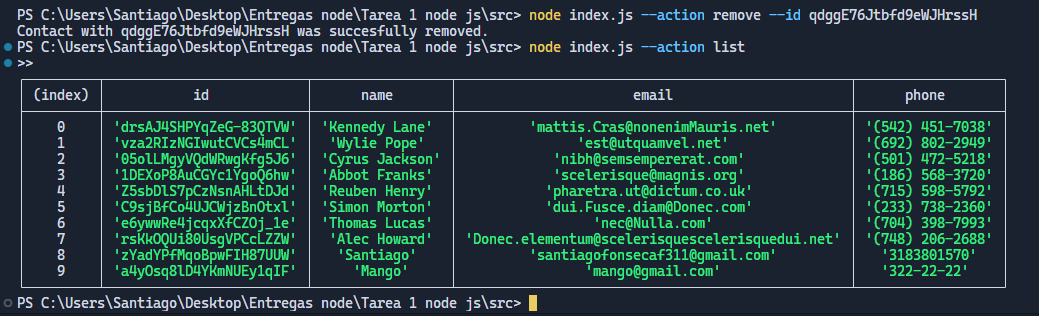 PS C:\Users\Santiago\Desktop\Entregas node\Tarea 1 node js\src> node index.js --action remove --id qdggE76Jtbfd9eWJHrssH
Contact with qdggE76Jtbfd9eWJHrssH was succesfully removed.
PS C:\Users\Santiago\Desktop\Entregas node\Tarea 1 node js\src> node index.js --action list
>>
(index) id name email phone
0 'drsAJ4SHPYqZeG-83QTVW' 'Kennedy Lane' 'mattis.Cras@nonenimMauris.net' '(542) 451-7038'
1 'vza2RIzNGIwutCVCs4mCL' 'Wylie Pope' 'est@utquamvel.net' '(692) 802-2949'
2 '05olLMgyVQdWRwgKfg5J6' 'Cyrus Jackson' 'nibh@semsempererat.com' '(501) 472-5218'
3 '1DEXoP8AuCGYc1YgoQ6hw' 'Abbot Franks' 'scelerisque@magnis.org' '(186) 568-3720'
4 'Z5sbDlS7pCzNsnAHLtDJd' 'Reuben Henry' 'pharetra.ut@dictum.co.uk' '(715) 598-5792'
5 'C9sjBfCo4UJCWjzBnOtxl' 'Simon Morton' 'dui.Fusce.diam@Donec.com' '(233) 738-2360'
6 'e6ywwRe4jcqxXfCZOj_1e' 'Thomas Lucas' 'nec@Nulla.com' '(704) 398-7993'
7 'rsKkOQUi80UsgVPCcLZZW' 'Alec Howard' 'Donec.elementum@scelerisquescelerisquedui.net' '(748) 206-2688'
8 'zYadYPfMqoBpwFIH87UUW' 'Santiago' 'santiagofonsecaf311@gmail.com' '3183801570'
9 'a4yOsq8lD4YKmNUEy1qIF' 'Mango' 'mango@gmail.com' '322-22-22'
PS C:\Users\Santiago\Desktop\Entregas node\Tarea 1 node js\src>